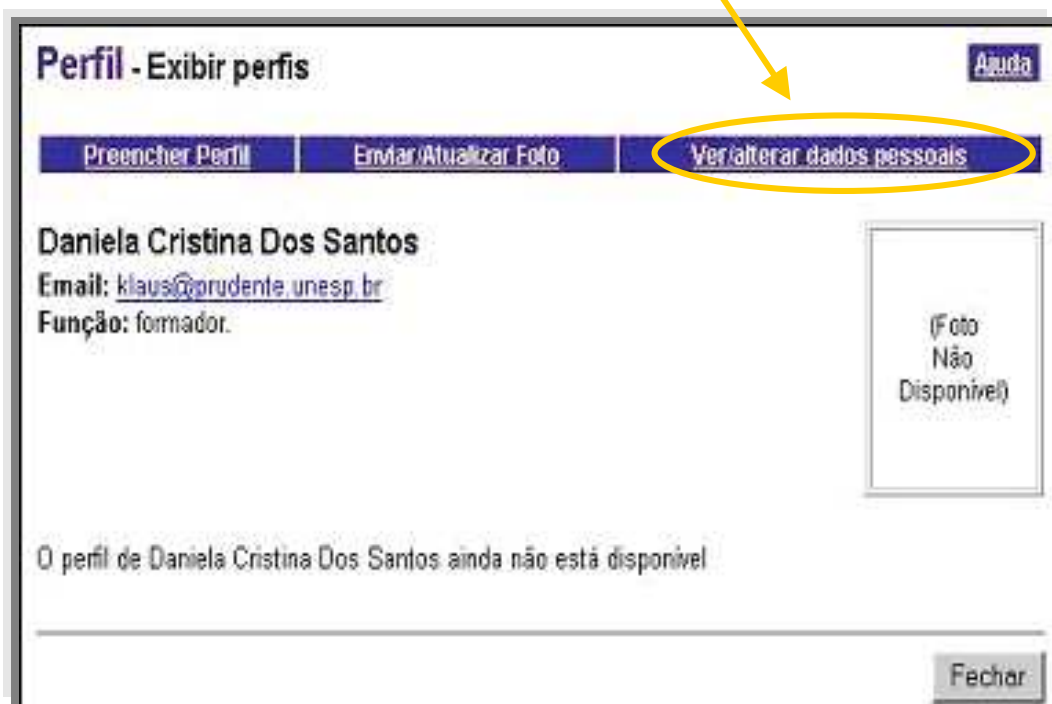 Perfil - Exibir perfis
Ajuda
Preencher Perfil
Enviar/Atualizar Foto
Ver/alterar dados pessoais
Daniela Cristina Dos Santos
Email: klaus@prudente.unesp.br
Função: formador.
(Foto
Não
Disponível)
O perfil de Daniela Cristina Dos Santos ainda não está disponível
Fechar